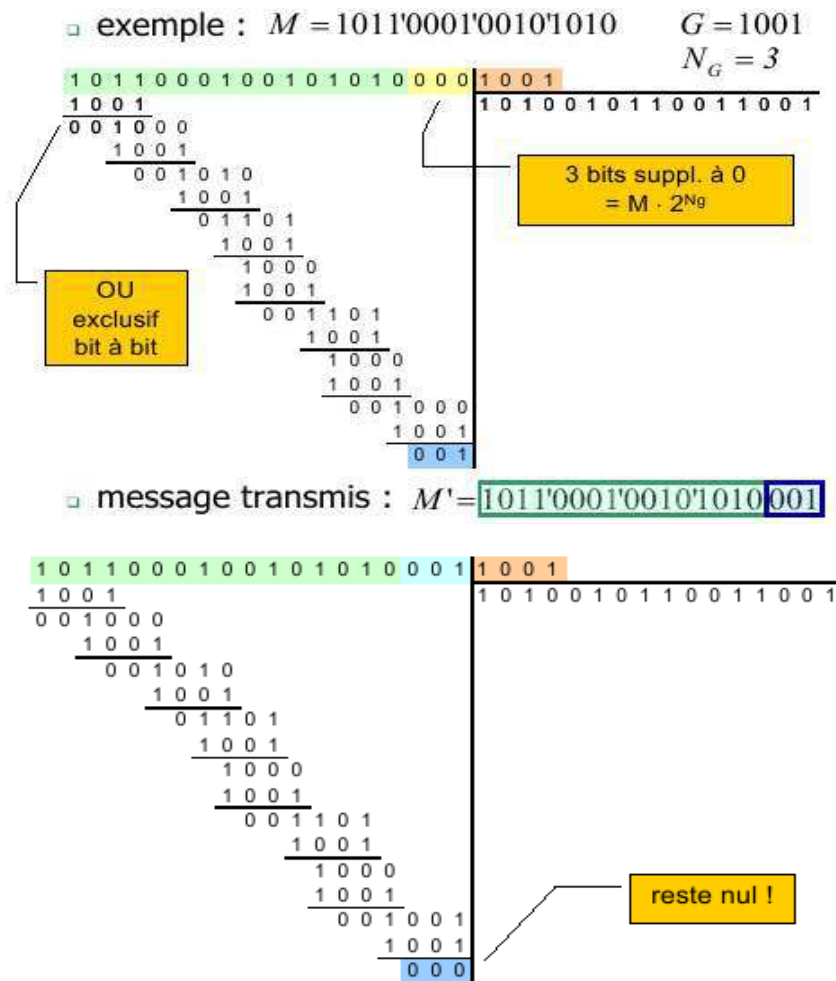 ▫ exemple : M = 1011'0001'0010'1010 G = 1001
N_G = 3
1 0 1 1 0 0 0 1 0 0 1 0 1 0 1 0 0 0 0 1 0 0 1
1 0 0 1 1 0 1 0 0 1 0 1 1 0 0 1 1 0 0 1
0 0 1 0 0 0
1 0 0 1
0 0 1 0 1 0
3 bits suppl. à 0
= M · 2^Ng
1 0 0 1
0 1 1 0 1
1 0 0 1
1 0 0 0
OU
exclusif
bit à bit
1 0 0 1
0 0 1 1 0 1
1 0 0 1
1 0 0 0
1 0 0 1
0 0 1 0 0 0
1 0 0 1
0 0 1
▫ message transmis : M' = 1011'0001'0010'1010 001
1 0 1 1 0 0 0 1 0 0 1 0 1 0 1 0 0 0 1 1 0 0 1
1 0 0 1 1 0 1 0 0 1 0 1 1 0 0 1 1 0 0 1
0 0 1 0 0 0
1 0 0 1
0 0 1 0 1 0
1 0 0 1
0 1 1 0 1
1 0 0 1
1 0 0 0
1 0 0 1
0 0 1 1 0 1
1 0 0 1
1 0 0 0
1 0 0 1
reste nul !
0 0 1 0 0 1
1 0 0 1
0 0 0